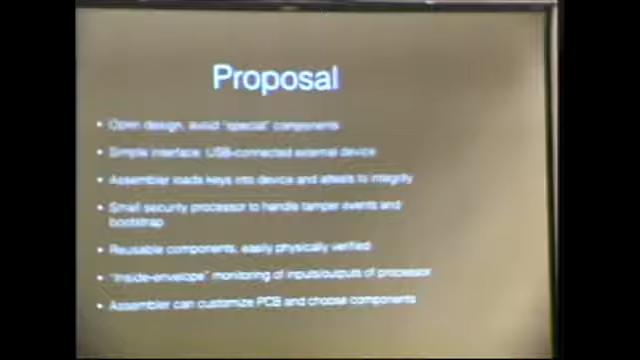 Proposal
• Open design, avoid "special" components
• Simple interface: USB-connected external device
• Assembler loads keys into device and attests to integrity
• Small security processor to handle tamper events and
bootstrap
• Reusable components, easily physically verified
• "Inside-envelope" monitoring of inputs/outputs of processor
• Assembler can customize PCB and choose components